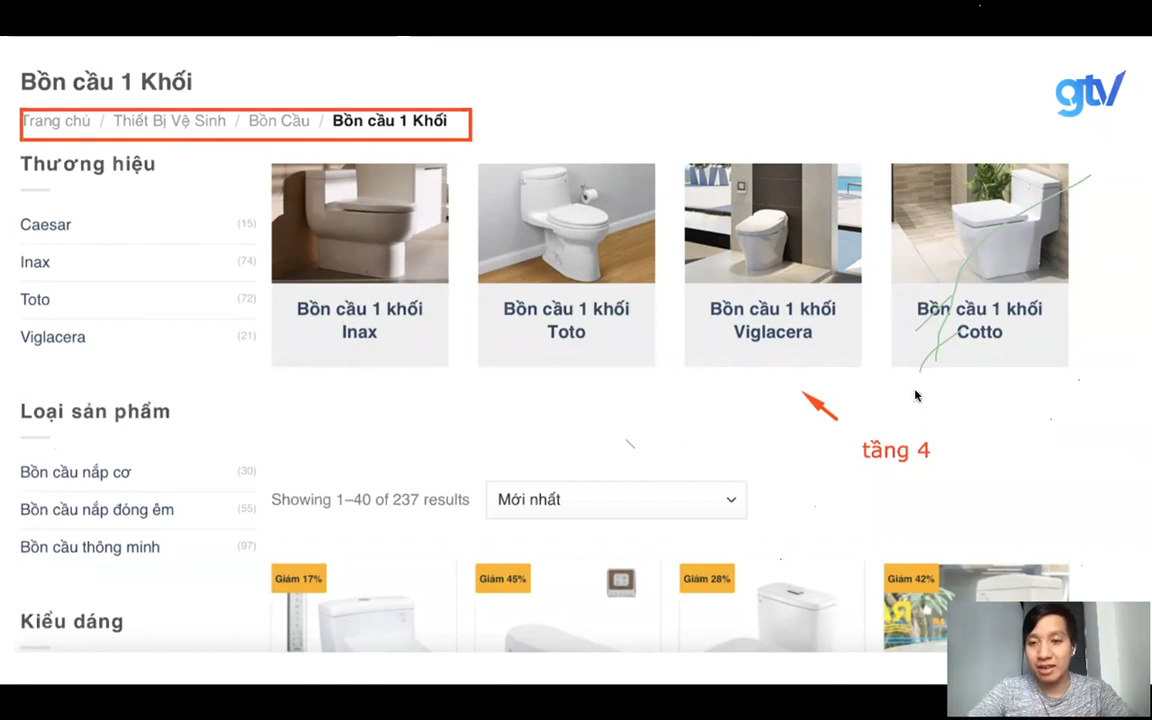 Bồn cầu 1 Khối
gtv
Trang chủ / Thiết Bị Vệ Sinh / Bồn Cầu / Bồn cầu 1 Khối
Thương hiệu
Caesar (15)
Inax (74)
Toto (72)
Viglacera (21)
Bồn cầu 1 khối
Inax
Bồn cầu 1 khối
Toto
Bồn cầu 1 khối
Viglacera
Bồn cầu 1 khối
Cotto
tầng 4
Loại sản phẩm
Bồn cầu nắp cơ (30)
Bồn cầu nắp đóng êm (55)
Bồn cầu thông minh (97)
Kiểu dáng
Showing 1–40 of 237 results
Mới nhất
Giảm 17%
Giảm 45%
Giảm 28%
Giảm 42%